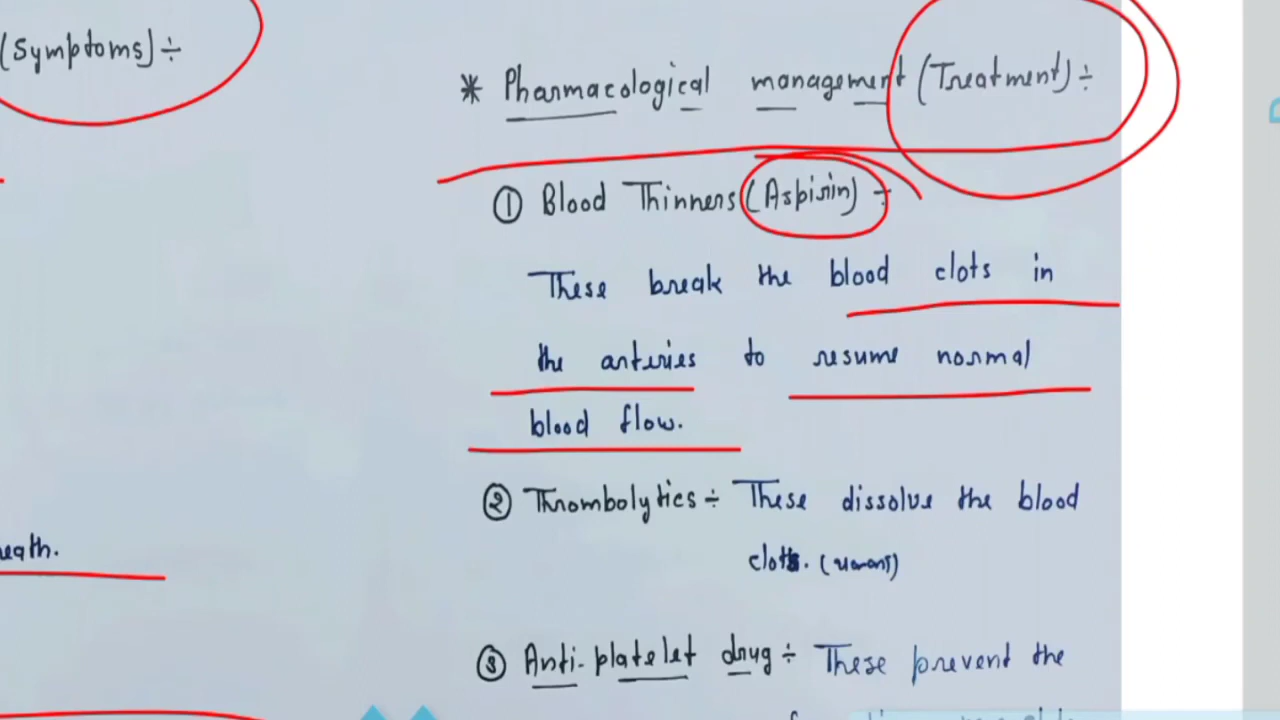 (Symptoms) ÷
* Pharmacological management (Treatment) ÷
① Blood Thinners (Aspirin) ÷
These break the blood clots in
the arteries to resume normal
blood flow.
② Thrombolytics ÷ These dissolve the blood
clots.
③ Anti-platelet drug ÷ These prevent the